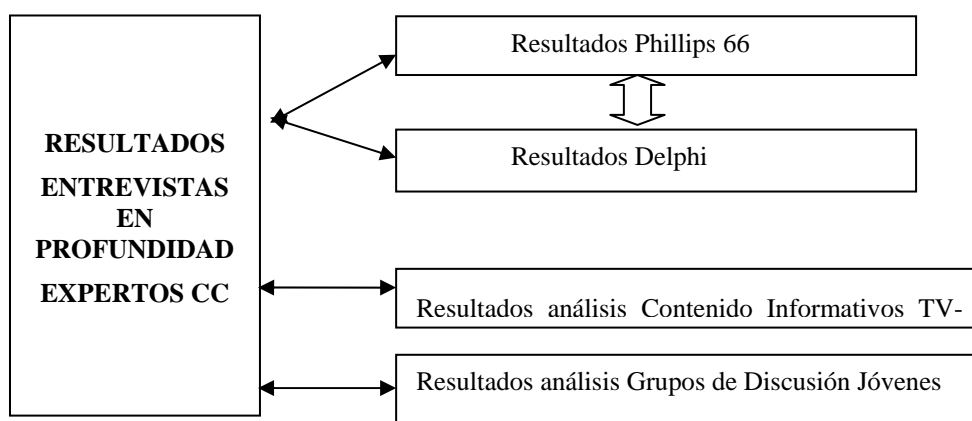 RESULTADOS
ENTREVISTAS
EN
PROFUNDIDAD
EXPERTOS CC
Resultados Phillips 66
Resultados Delphi
Resultados análisis Contenido Informativos TV-
Resultados análisis Grupos de Discusión Jóvenes